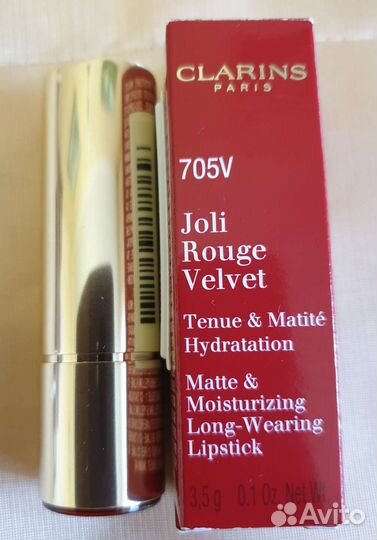 CLARINS
PARIS
705V
Joli
Rouge
Velvet
Tenue & Matité
Hydratation
Matte &
Moisturizing
Long-Wearing
Lipstick
3,5 g 0.1 Oz. Net Wt.
Avito